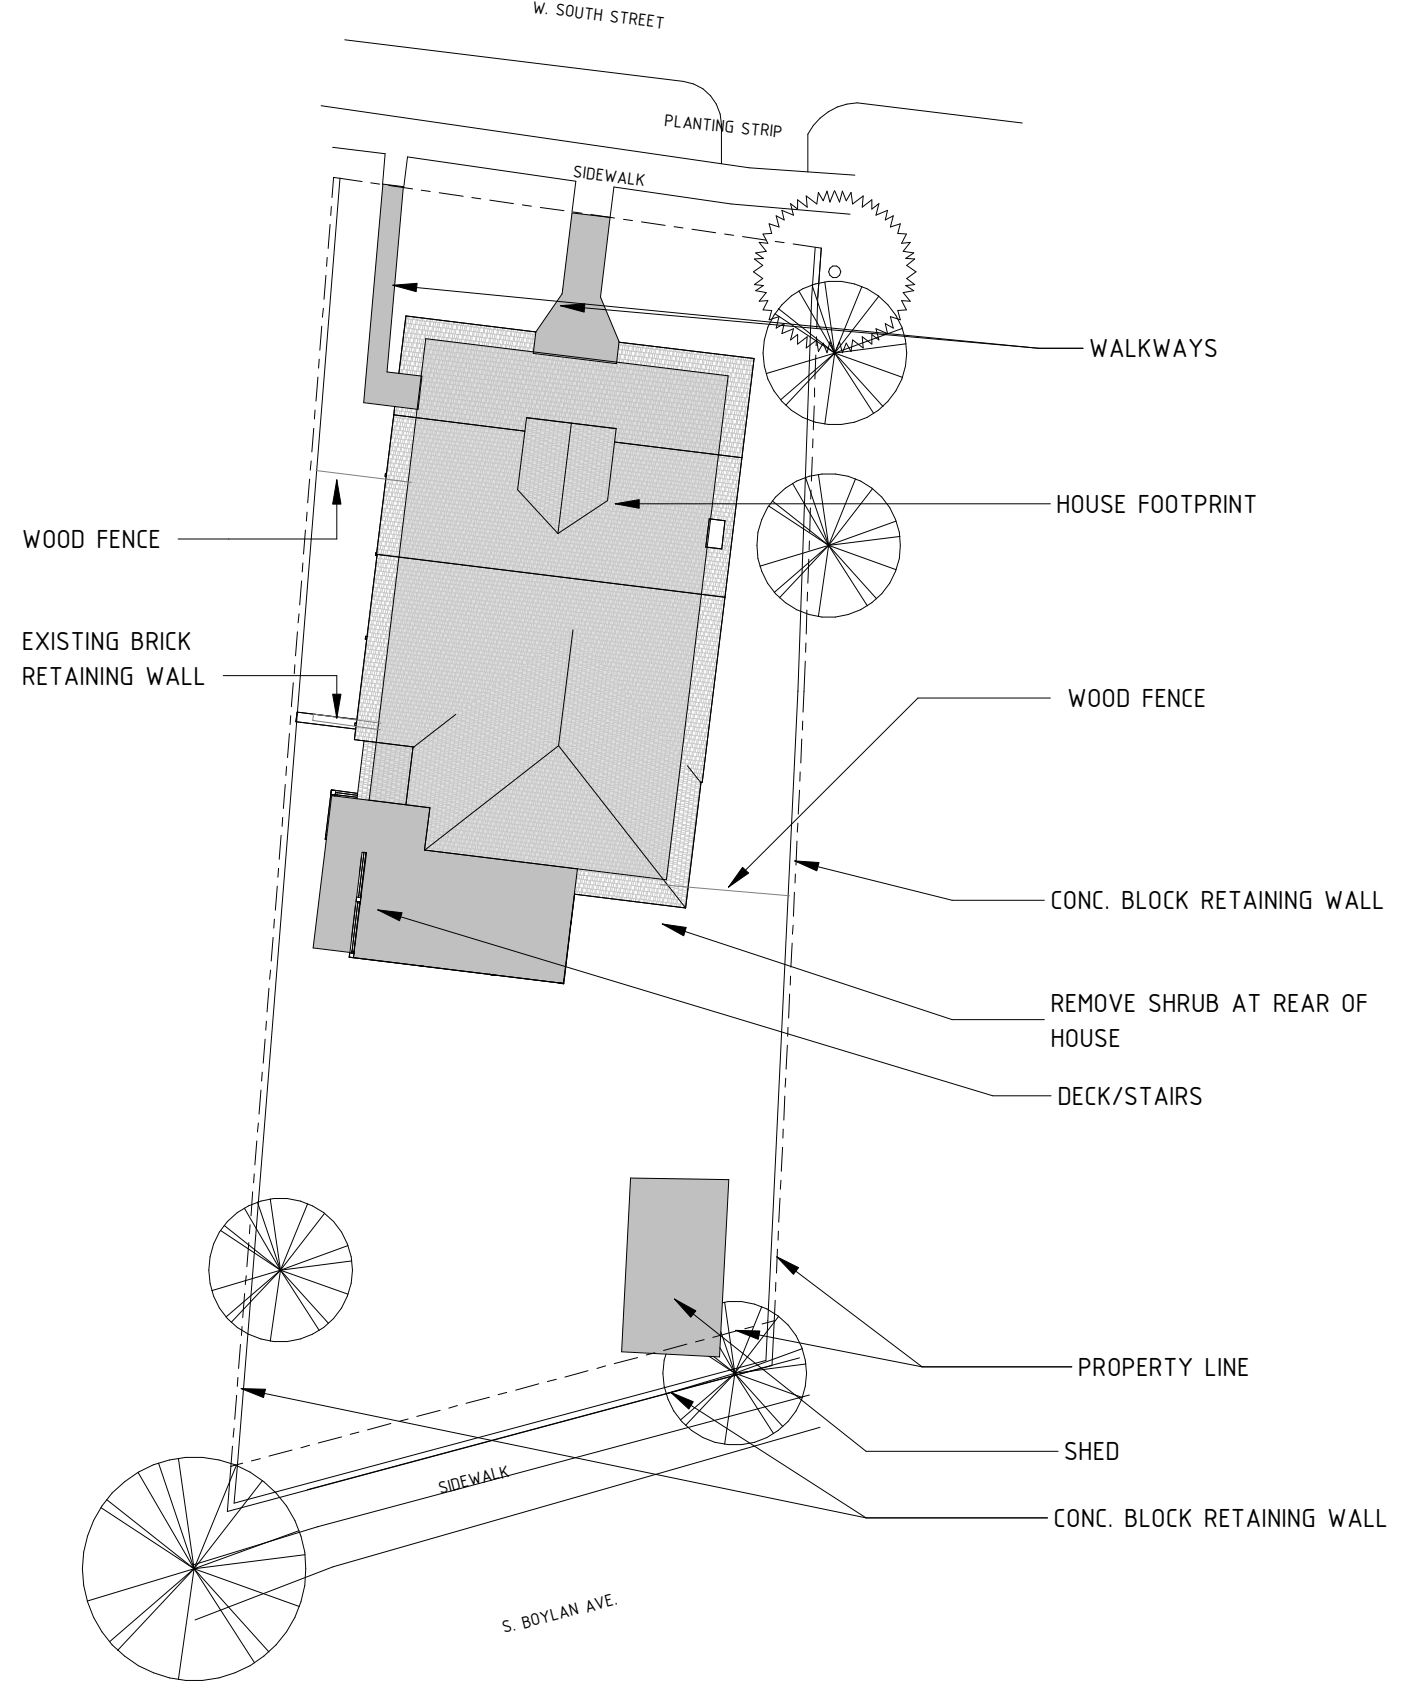 W. SOUTH STREET
PLANTING STRIP
SIDEWALK
WALKWAYS
HOUSE FOOTPRINT
WOOD FENCE
EXISTING BRICK
RETAINING WALL
WOOD FENCE
CONC. BLOCK RETAINING WALL
REMOVE SHRUB AT REAR OF
HOUSE
DECK/STAIRS
PROPERTY LINE
SHED
SIDEWALK
CONC. BLOCK RETAINING WALL
S. BOYLAN AVE.